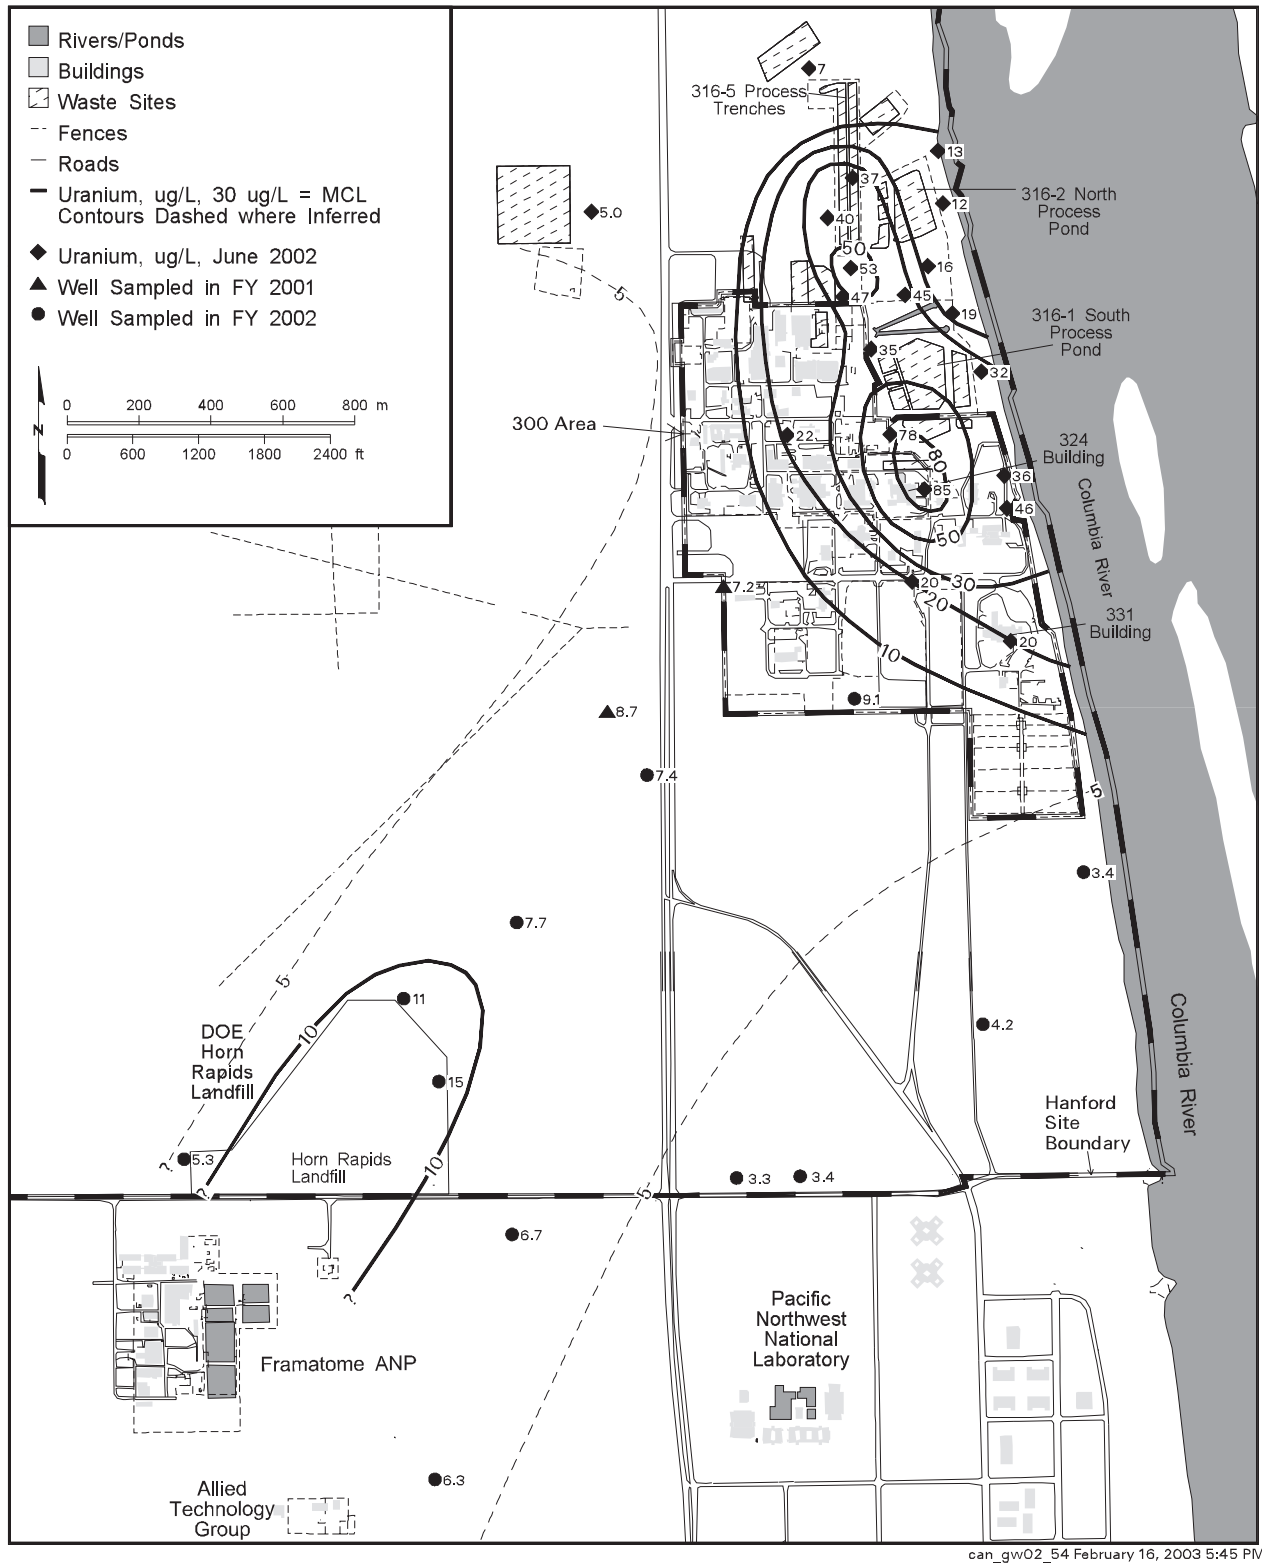 Rivers/Ponds
Buildings
Waste Sites
Fences
Roads
Uranium, ug/L, 30 ug/L = MCL
Contours Dashed where Inferred
Uranium, ug/L, June 2002
Well Sampled in FY 2001
Well Sampled in FY 2002
0 200 400 600 800 m
N
0 600 1200 1800 2400 ft
7
316-5 Process
Trenches
13
37
316-2 North
Process
Pond
12
5.0
40
50
53
16
5
47
45
19
316-1 South
Process
Pond
35
32
300 Area
22
78
80
324
Building
36
85
46
Columbia River
50
7.2
20
30
20
331
Building
20
10
9.1
8.7
7.4
5
3.4
7.7
5
11
10
DOE
Horn
Rapids
Landfill
4.2
Columbia River
15
Hanford
Site
Boundary
5.3
?
Horn Rapids
Landfill
10
?
3.3
3.4
5
6.7
?
Framatome ANP
Pacific
Northwest
National
Laboratory
6.3
Allied
Technology
Group
can_gw02_54 February 16, 2003 5:45 PM